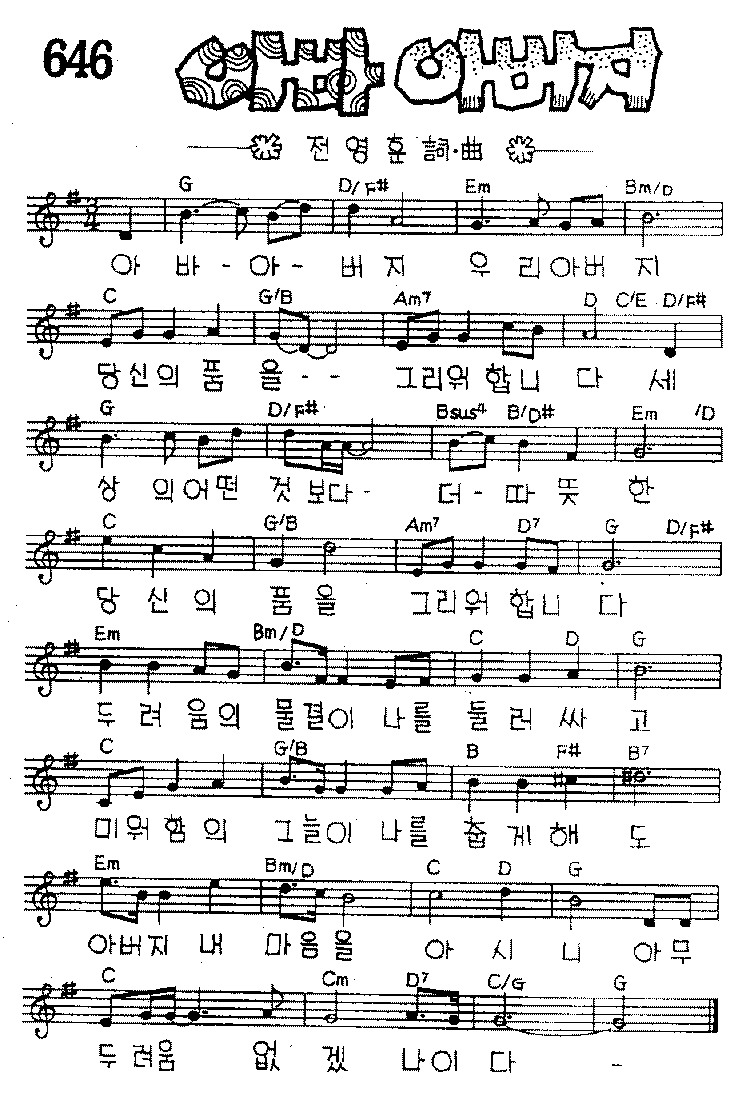 646 아바 아버지
전영훈 詞·曲
G D/F# Em Bm/D
3/4
아 바 - 아 - 버 지 우 리 아버 지
C G/B Am7 D C/E D/F#
당신의 품 을 - - 그리워 합 니 다 세
G D/F# Bsus4 B/D# Em /D
상 의어떤 것 보다 - 더 - 따 뜻 한
C G/B Am7 D7 G D/F#
당 신 의 품 을 그리워 합니 다
Em Bm/D C D G
두 려 움의 물결이 나를 둘 러 싸 고
C G/B B F# B7
미워 함 의 그늘이 나를 춥 게 해 도
Em Bm/D C D G
아버지 내 마음을 아 시 니 아무
C Cm D7 C/G G
두 려움 없 겠 나이 다 -